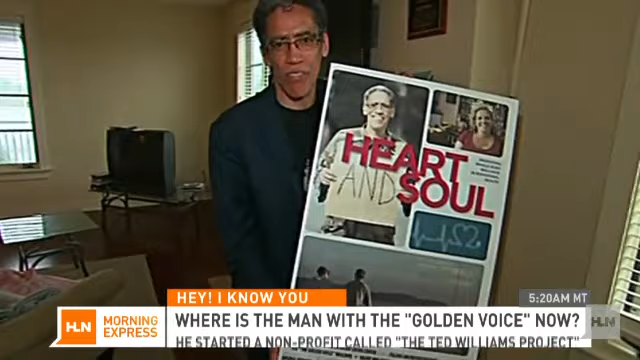 HEART
AND
SOUL
HEY! I KNOW YOU
5:20AM MT
HLN
MORNING
EXPRESS
WHERE IS THE MAN WITH THE "GOLDEN VOICE" NOW?
HE STARTED A NON-PROFIT CALLED "THE TED WILLIAMS PROJECT"
HLN